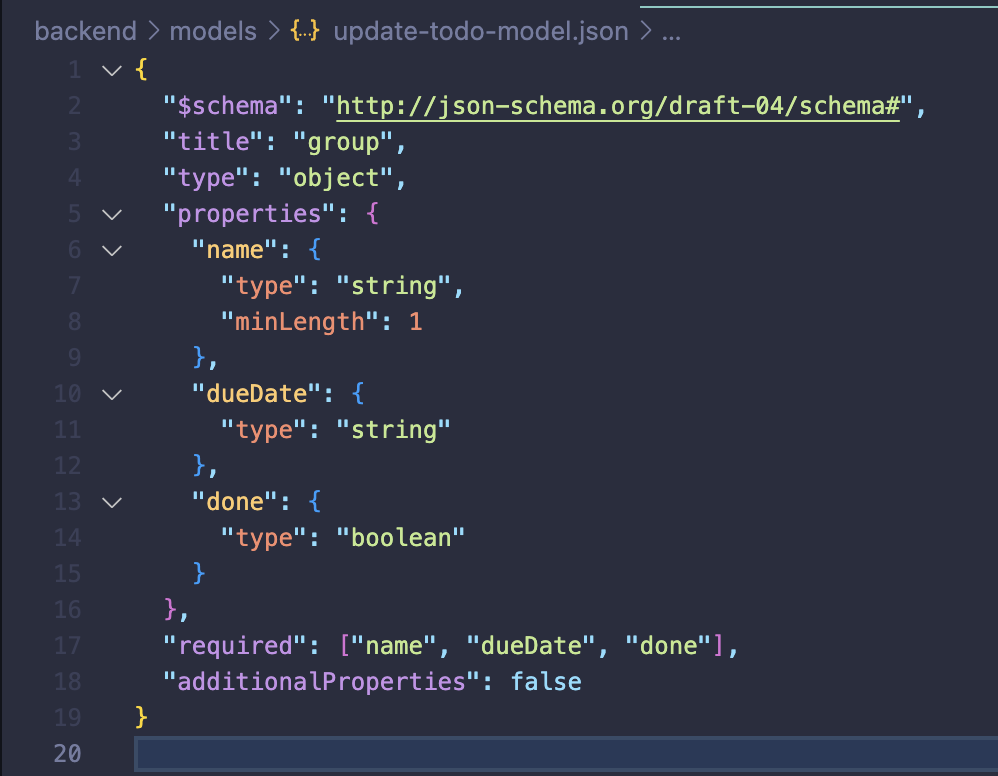 backend > models > {..} update-todo-model.json > ...
1 {
2 "$schema": "http://json-schema.org/draft-04/schema#",
3 "title": "group",
4 "type": "object",
5 "properties": {
6 "name": {
7 "type": "string",
8 "minLength": 1
9 },
10 "dueDate": {
11 "type": "string"
12 },
13 "done": {
14 "type": "boolean"
15 }
16 },
17 "required": ["name", "dueDate", "done"],
18 "additionalProperties": false
19 }
20